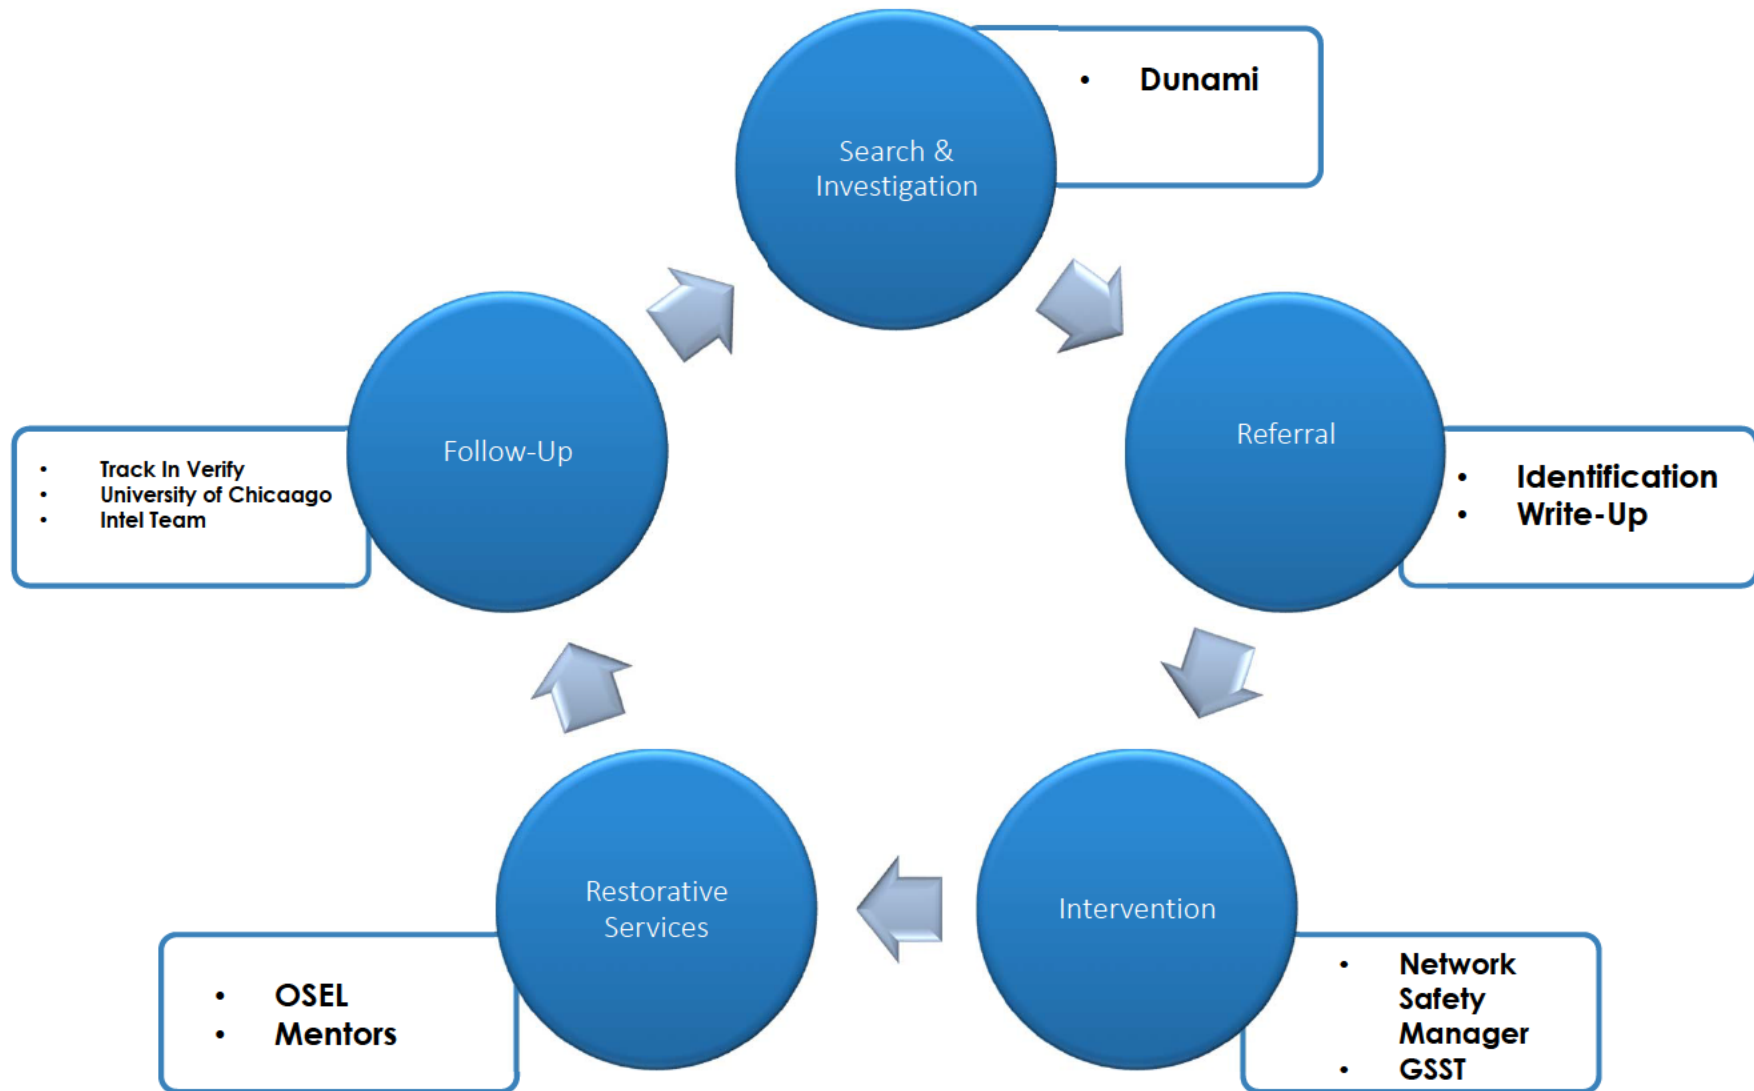 Search &
Investigation
• Dunami
Referral
• Identification
• Write-Up
Intervention
• Network
Safety
Manager
• GSST
Restorative
Services
• OSEL
• Mentors
Follow-Up
• Track In Verify
• University of Chicaago
• Intel Team